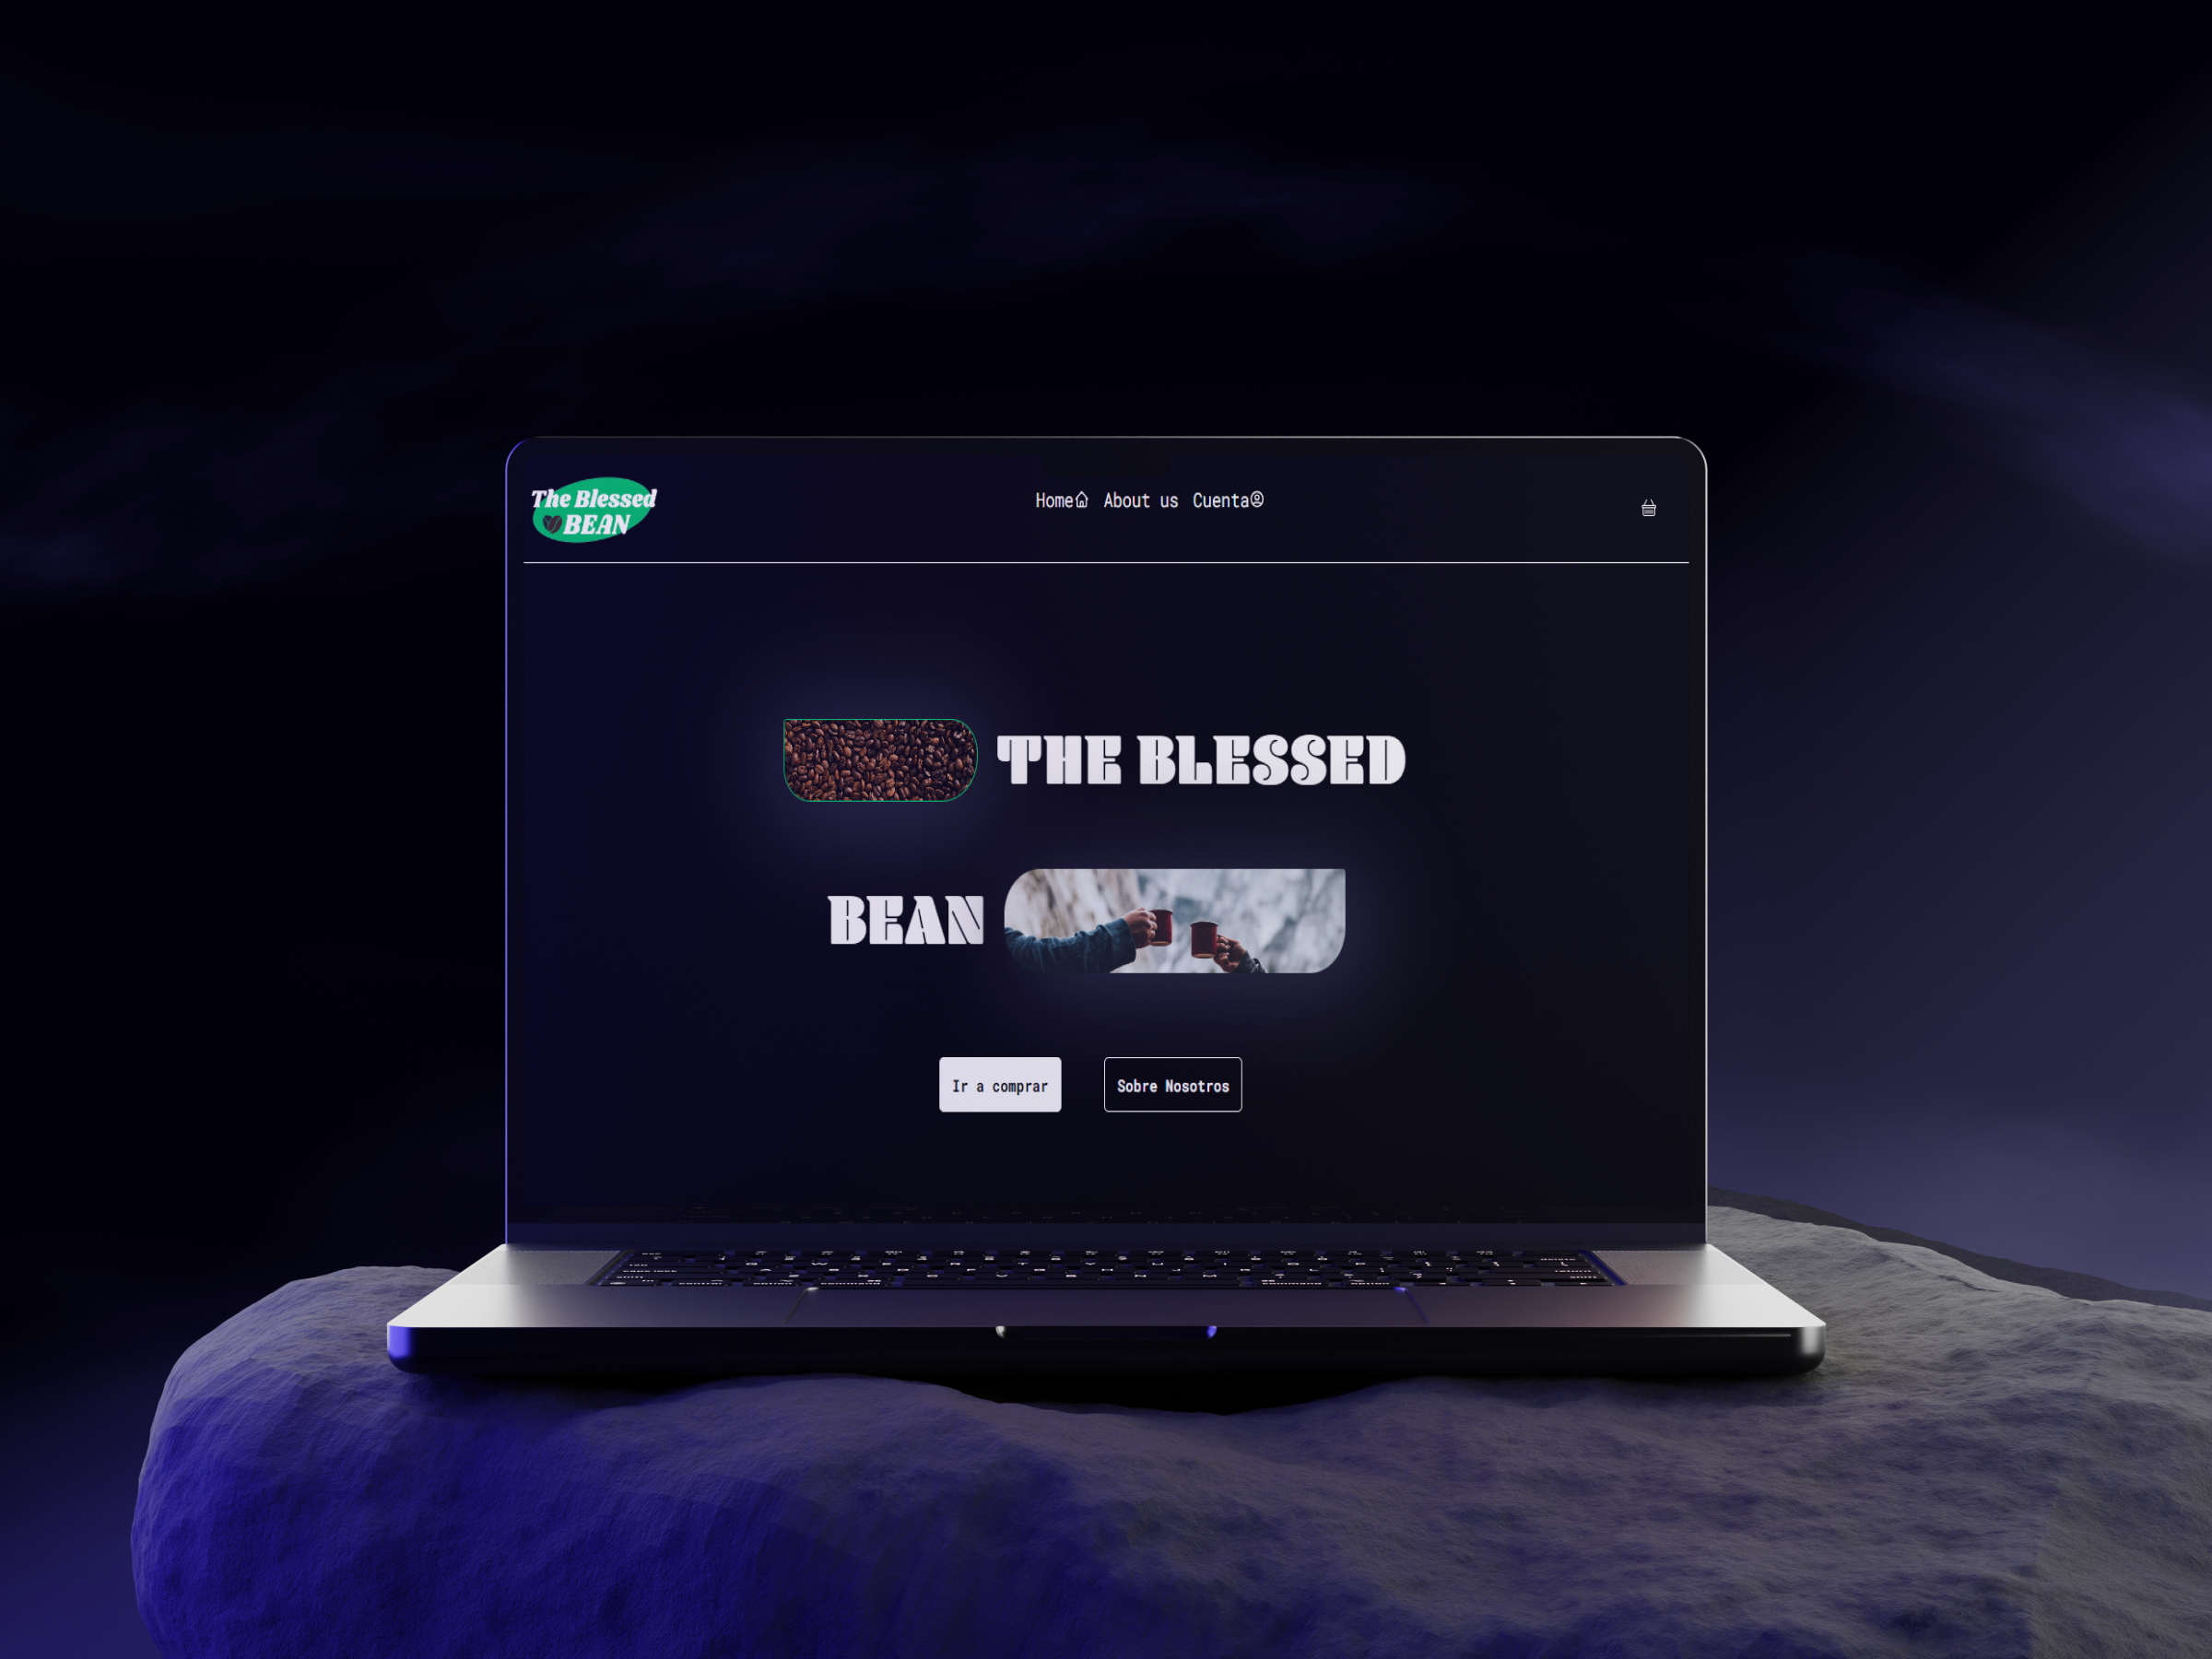 The Blessed
BEAN
Home About us Cuenta
THE BLESSED
BEAN
Ir a comprar
Sobre Nosotros